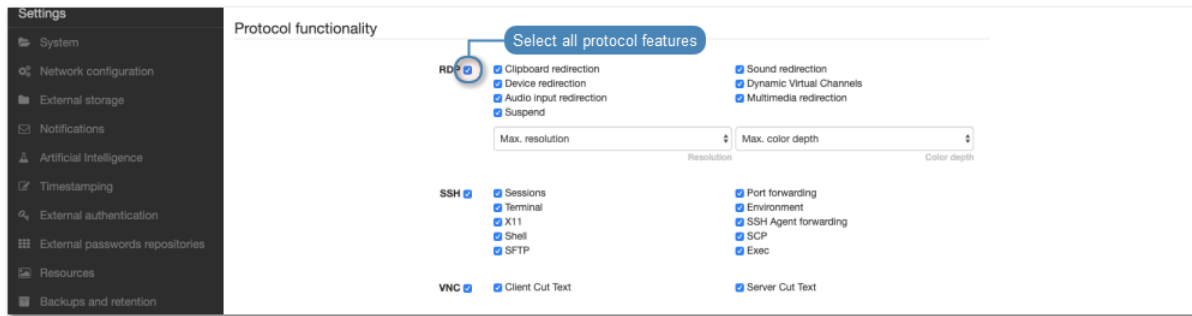 Settings
System
Network configuration
External storage
Notifications
Artificial Intelligence
Timestamping
External authentication
External passwords repositories
Resources
Backups and retention
Protocol functionality
Select all protocol features
RDP
Clipboard redirection
Sound redirection
Device redirection
Dynamic Virtual Channels
Audio input redirection
Multimedia redirection
Suspend
Max. resolution
Max. color depth
Resolution
Color depth
SSH
Sessions
Port forwarding
Terminal
Environment
X11
SSH Agent forwarding
Shell
SCP
SFTP
Exec
VNC
Client Cut Text
Server Cut Text